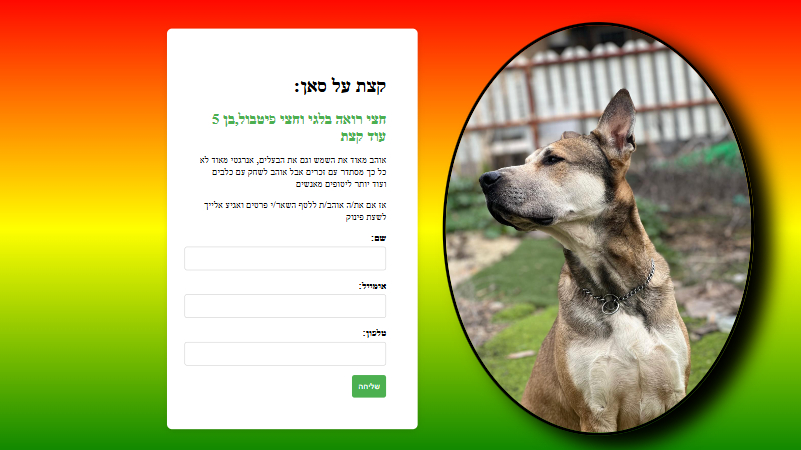 קצת על סאן:
חצי רואה בלגי וחצי פיטבול,בן 5
עוד קצת
אוהב מאוד את השמש וגם את הבעלים, אנרגטי מאוד לא
כל כך מסתדר עם זכרים אבל אוהב לשחק עם כלבים
ועוד יותר ליטופים מאנשים
אז אם את/ה אוהב/ת ללטף השאר/י פרטים ואגיע אלייך
לשעת פינוק
שם:
אימייל:
טלפון:
שליחה